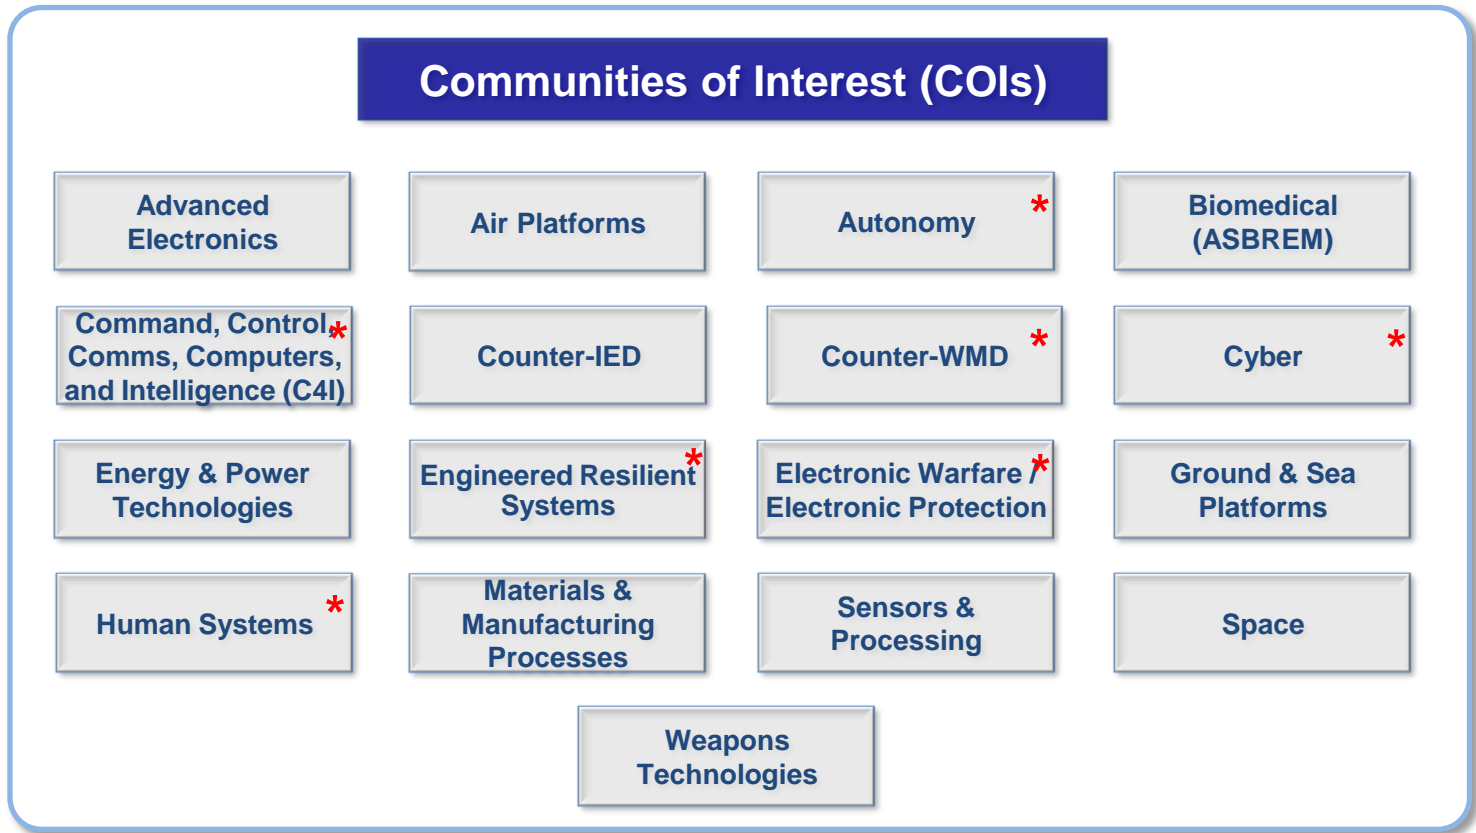 Communities of Interest (COIs)
Advanced
Electronics
Air Platforms
Autonomy *
Biomedical
(ASBREM)
Command, Control, *
Comms, Computers,
and Intelligence (C4I)
Counter-IED
Counter-WMD *
Cyber *
Energy & Power
Technologies
Engineered Resilient *
Systems
Electronic Warfare / *
Electronic Protection
Ground & Sea
Platforms
Human Systems *
Materials &
Manufacturing
Processes
Sensors &
Processing
Space
Weapons
Technologies